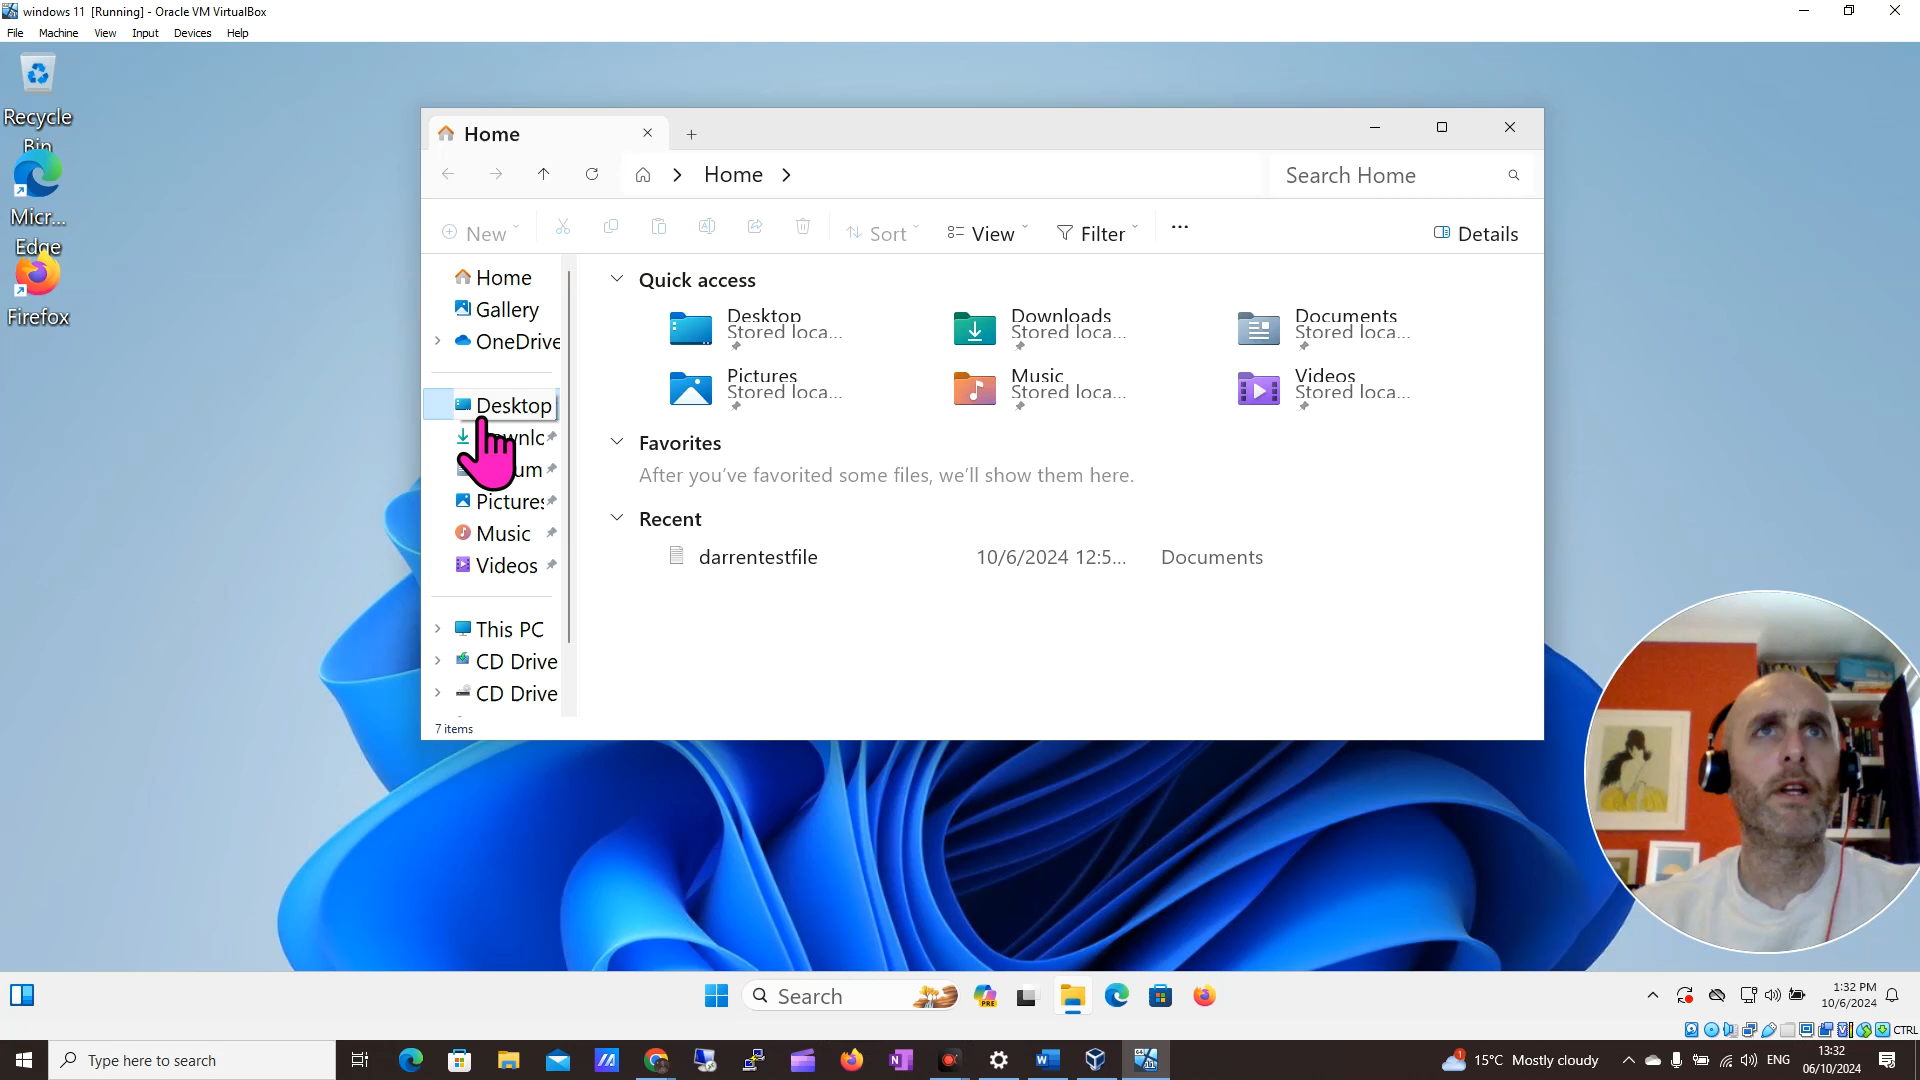 windows 11 [Running] - Oracle VM VirtualBox
File Machine View Input Devices Help
Recycle
Bin
Micr...
Edge
Firefox
Home
Home
Search Home
New
Sort
View
Filter
Details
Home
Gallery
OneDrive
Desktop
Pictures
Music
Videos
This PC
CD Drive
CD Drive
7 items
Quick access
Desktop
Stored loca...
Downloads
Stored loca...
Documents
Stored loca...
Pictures
Stored loca...
Music
Stored loca...
Videos
Stored loca...
Favorites
After you've favorited some files, we'll show them here.
Recent
darrentestfile 10/6/2024 12:5... Documents
Search
PRE
1:32 PM
10/6/2024
CTRL
Type here to search
1
15°C Mostly cloudy
ENG
13:32
06/10/2024